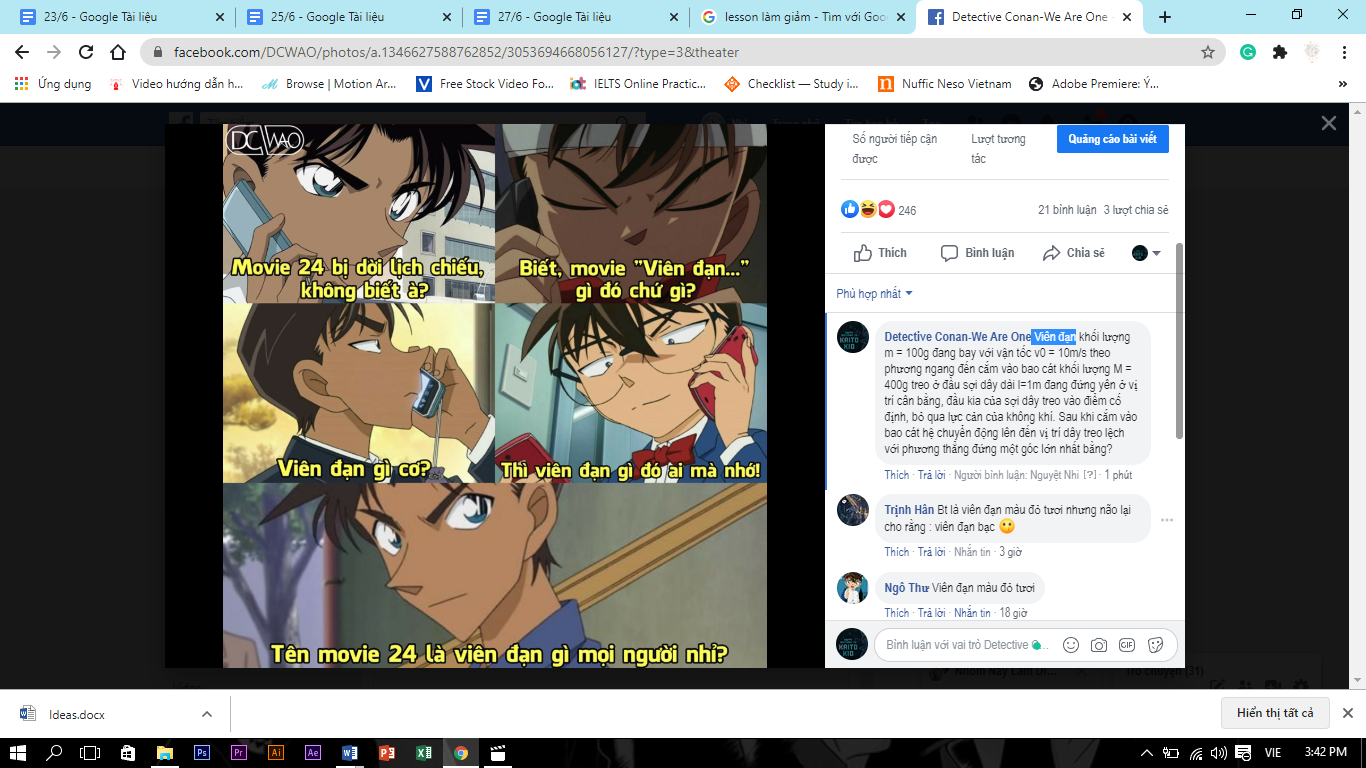 23/6 - Google Tài liệu
25/6 - Google Tài liệu
27/6 - Google Tài liệu
lesson làm giảm - Tìm với Goo
Detective Conan-We Are One -
facebook.com/DCWAO/photos/a.1346627588762852/3053694668056127/?type=3&theater
Ứng dụng
Video hướng dẫn h...
Browse | Motion Ar...
Free Stock Video Fo...
IELTS Online Practic...
Checklist — Study i...
Nuffic Neso Vietnam
Adobe Premiere: Ý...
»
DCWAO
Movie 24 bị dời lịch chiếu,
không biết à?
Biết, movie "Viên đạn..."
gì đó chứ gì?
Viên đạn gì cơ?
Thì viên đạn gì đó ai mà nhớ!
Tên movie 24 là viên đạn gì mọi người nhỉ?
Số người tiếp cận
được
Lượt tương
tác
Quảng cáo bài viết
246
21 bình luận 3 lượt chia sẻ
Thích
Bình luận
Chia sẻ
Phù hợp nhất
Detective Conan-We Are One Viên đạn khối lượng
m = 100g đang bay với vận tốc v0 = 10m/s theo
phương ngang đến cắm vào bao cát khối lượng M =
400g treo ở đầu sợi dây dài l=1m đang đứng yên ở vị
trí cân bằng, đầu kia của sợi dây treo vào điểm cố
định, bỏ qua lực cản của không khí. Sau khi cắm vào
bao cát hệ chuyển động lên đến vị trí dây treo lệch
với phương thẳng đứng một góc lớn nhất bằng?
Thích · Trả lời · Người bình luận: Nguyệt Nhi [?] · 1 phút
Trịnh Hân Bt là viên đạn màu đỏ tươi nhưng não lại
cho rằng : viên đạn bạc
Thích · Trả lời · Nhắn tin · 3 giờ
Ngô Thư Viên đạn màu đỏ tươi
Thích · Trả lời · Nhắn tin · 18 giờ
KAITO
KID
Bình luận với vai trò Detective C...
GIF
Trò chuyện (31)
Ideas.docx
Hiển thị tất cả
Ps
Pr
Ai
Ae
VIE
3:42 PM